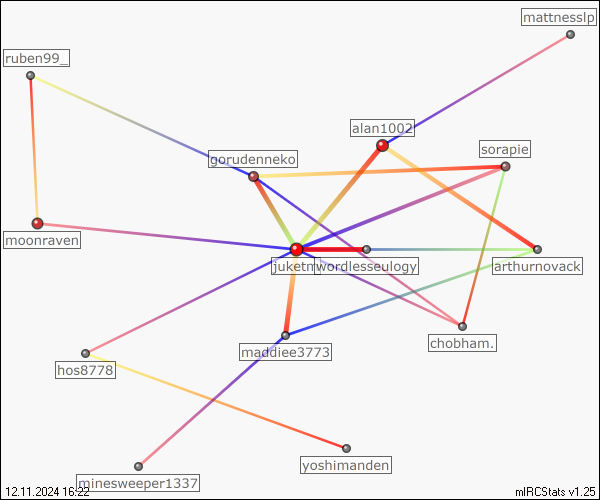 mattnesslp
ruben99_
alan1002
sorapie
gorudenneko
moonraven
wordlesseulogy
arthurnovack
chobham.
maddiee3773
hos8778
yoshimanden
minesweeper1337
12.11.2024 16:22
mIRCStats v1.25